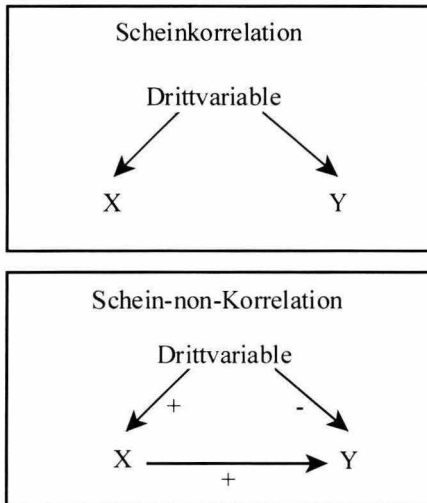 Scheinkorrelation
Drittvariable
X Y
Schein-non-Korrelation
Drittvariable
+ -
X Y
+